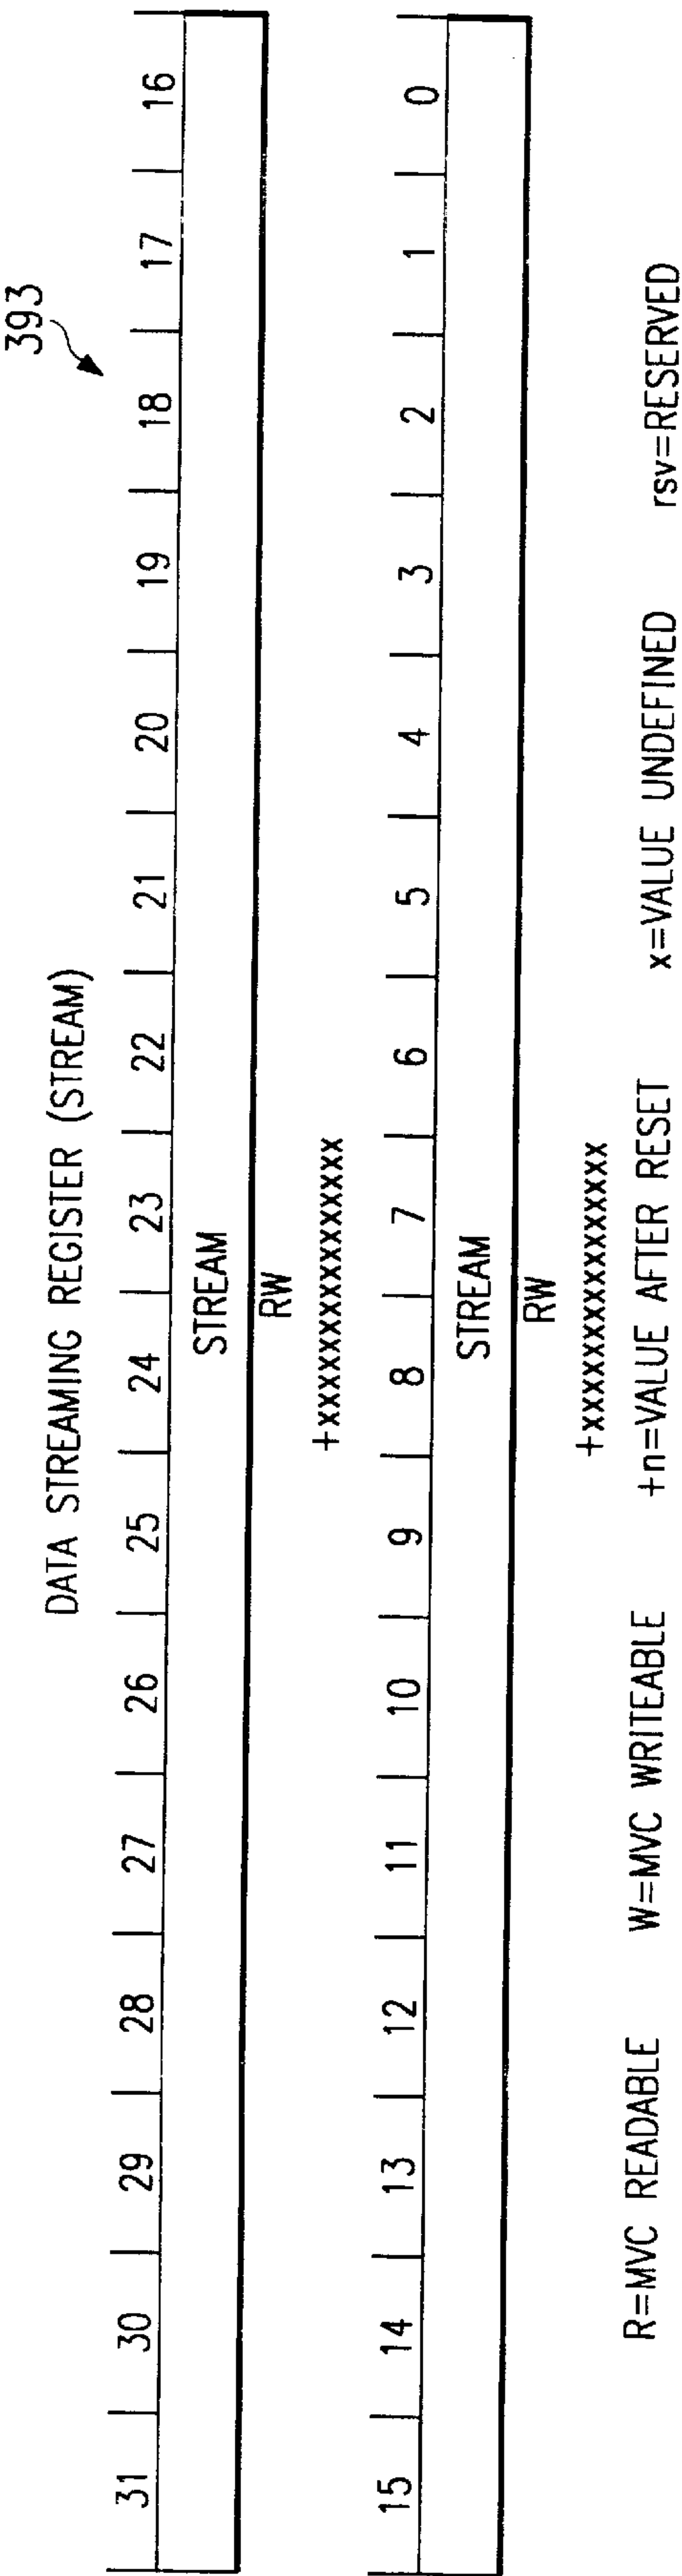 393
DATA STREAMING REGISTER (STREAM)
31 30 29 28 27 26 25 24 23 22 21 20 19 18 17 16
STREAM
RW
+xxxxxxxxxxxxxxxx
15 14 13 12 11 10 9 8 7 6 5 4 3 2 1 0
STREAM
RW
+xxxxxxxxxxxxxxxx
R=MVC READABLE W=MVC WRITEABLE +n=VALUE AFTER RESET x=VALUE UNDEFINED rsv=RESERVED